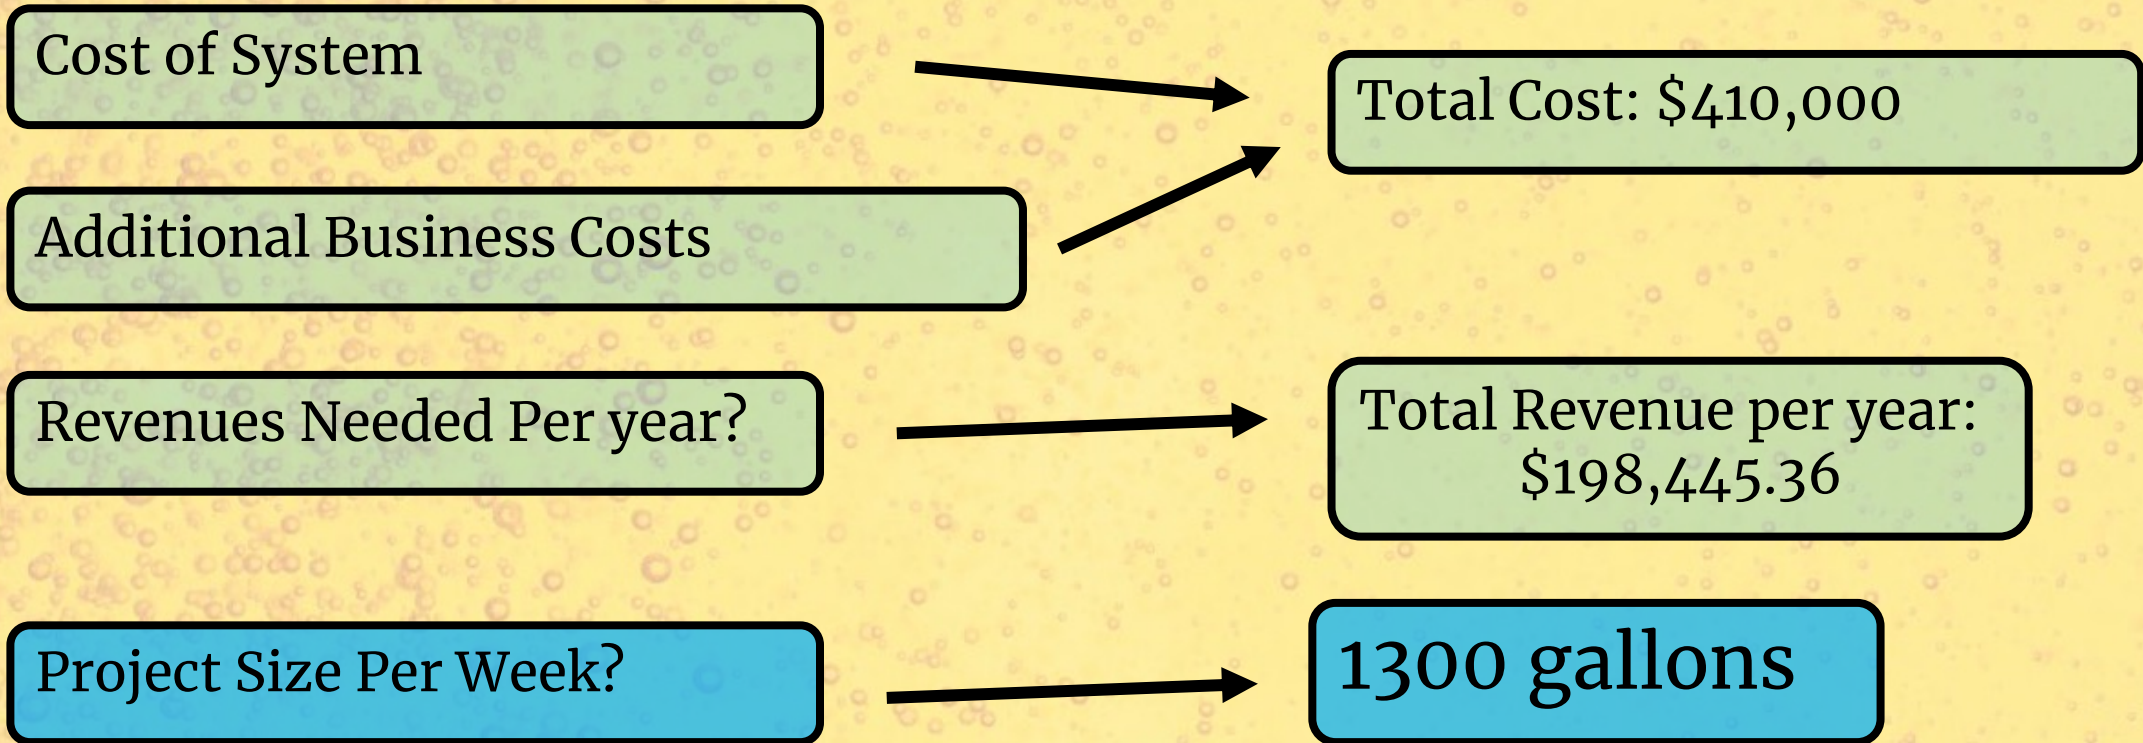 Cost of System
Total Cost: $410,000
Additional Business Costs
Revenues Needed Per year?
Total Revenue per year:
$198,445.36
Project Size Per Week?
1300 gallons